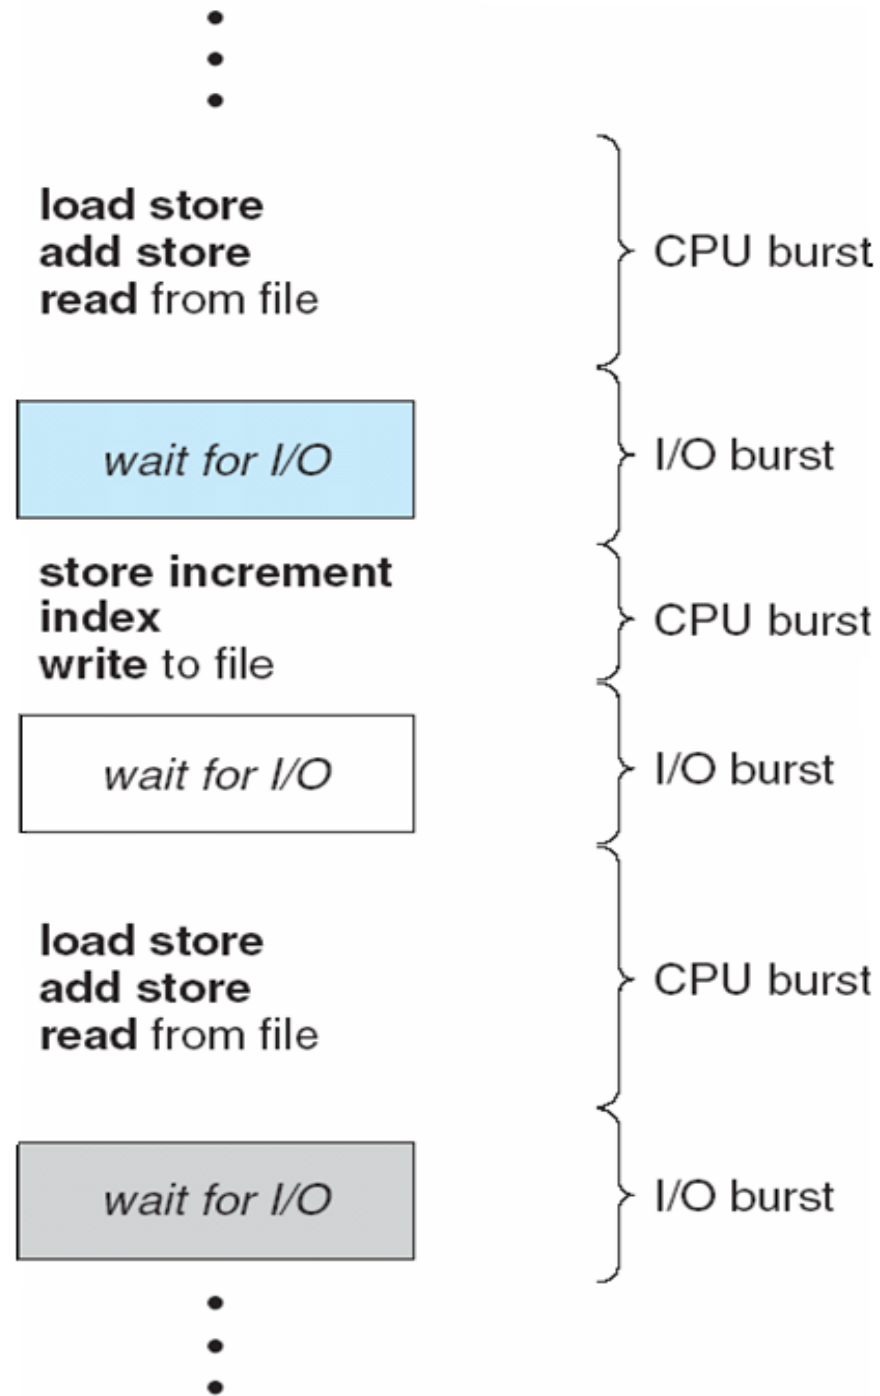 load store
add store
read from file
CPU burst
wait for I/O
I/O burst
store increment
index
write to file
CPU burst
wait for I/O
I/O burst
load store
add store
read from file
CPU burst
wait for I/O
I/O burst